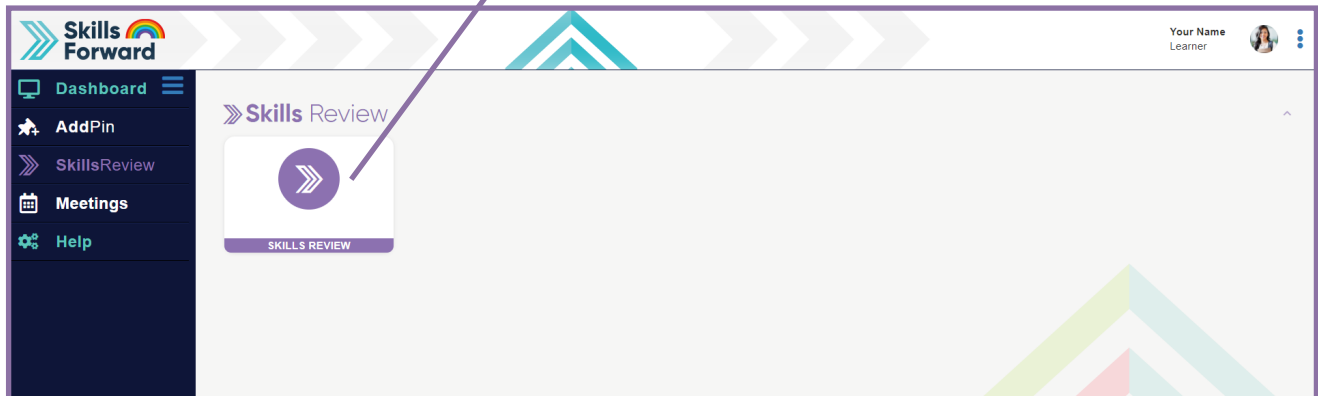 Skills
Forward
Your Name
Learner
Dashboard
AddPin
SkillsReview
Meetings
Help
Skills Review
SKILLS REVIEW